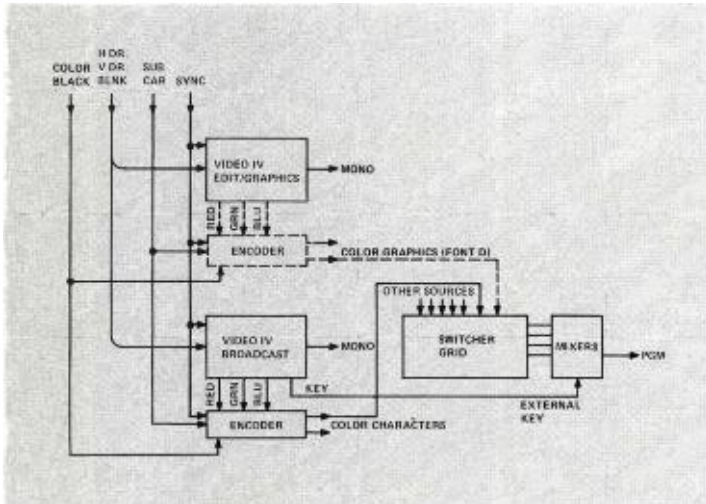 COLOR BLACK
H DR. V DR. BLNK
SUB CAR
SYNC
VIDEO IV
EDIT/GRAPHICS
MONO
RED
GRN
BLU
ENCODER
COLOR GRAPHICS (FONT D)
OTHER SOURCES
VIDEO IV
BROADCAST
MONO
SWITCHER
GRID
MIXERS
PGM
RED
GRN
BLU
KEY
EXTERNAL
KEY
ENCODER
COLOR CHARACTERS